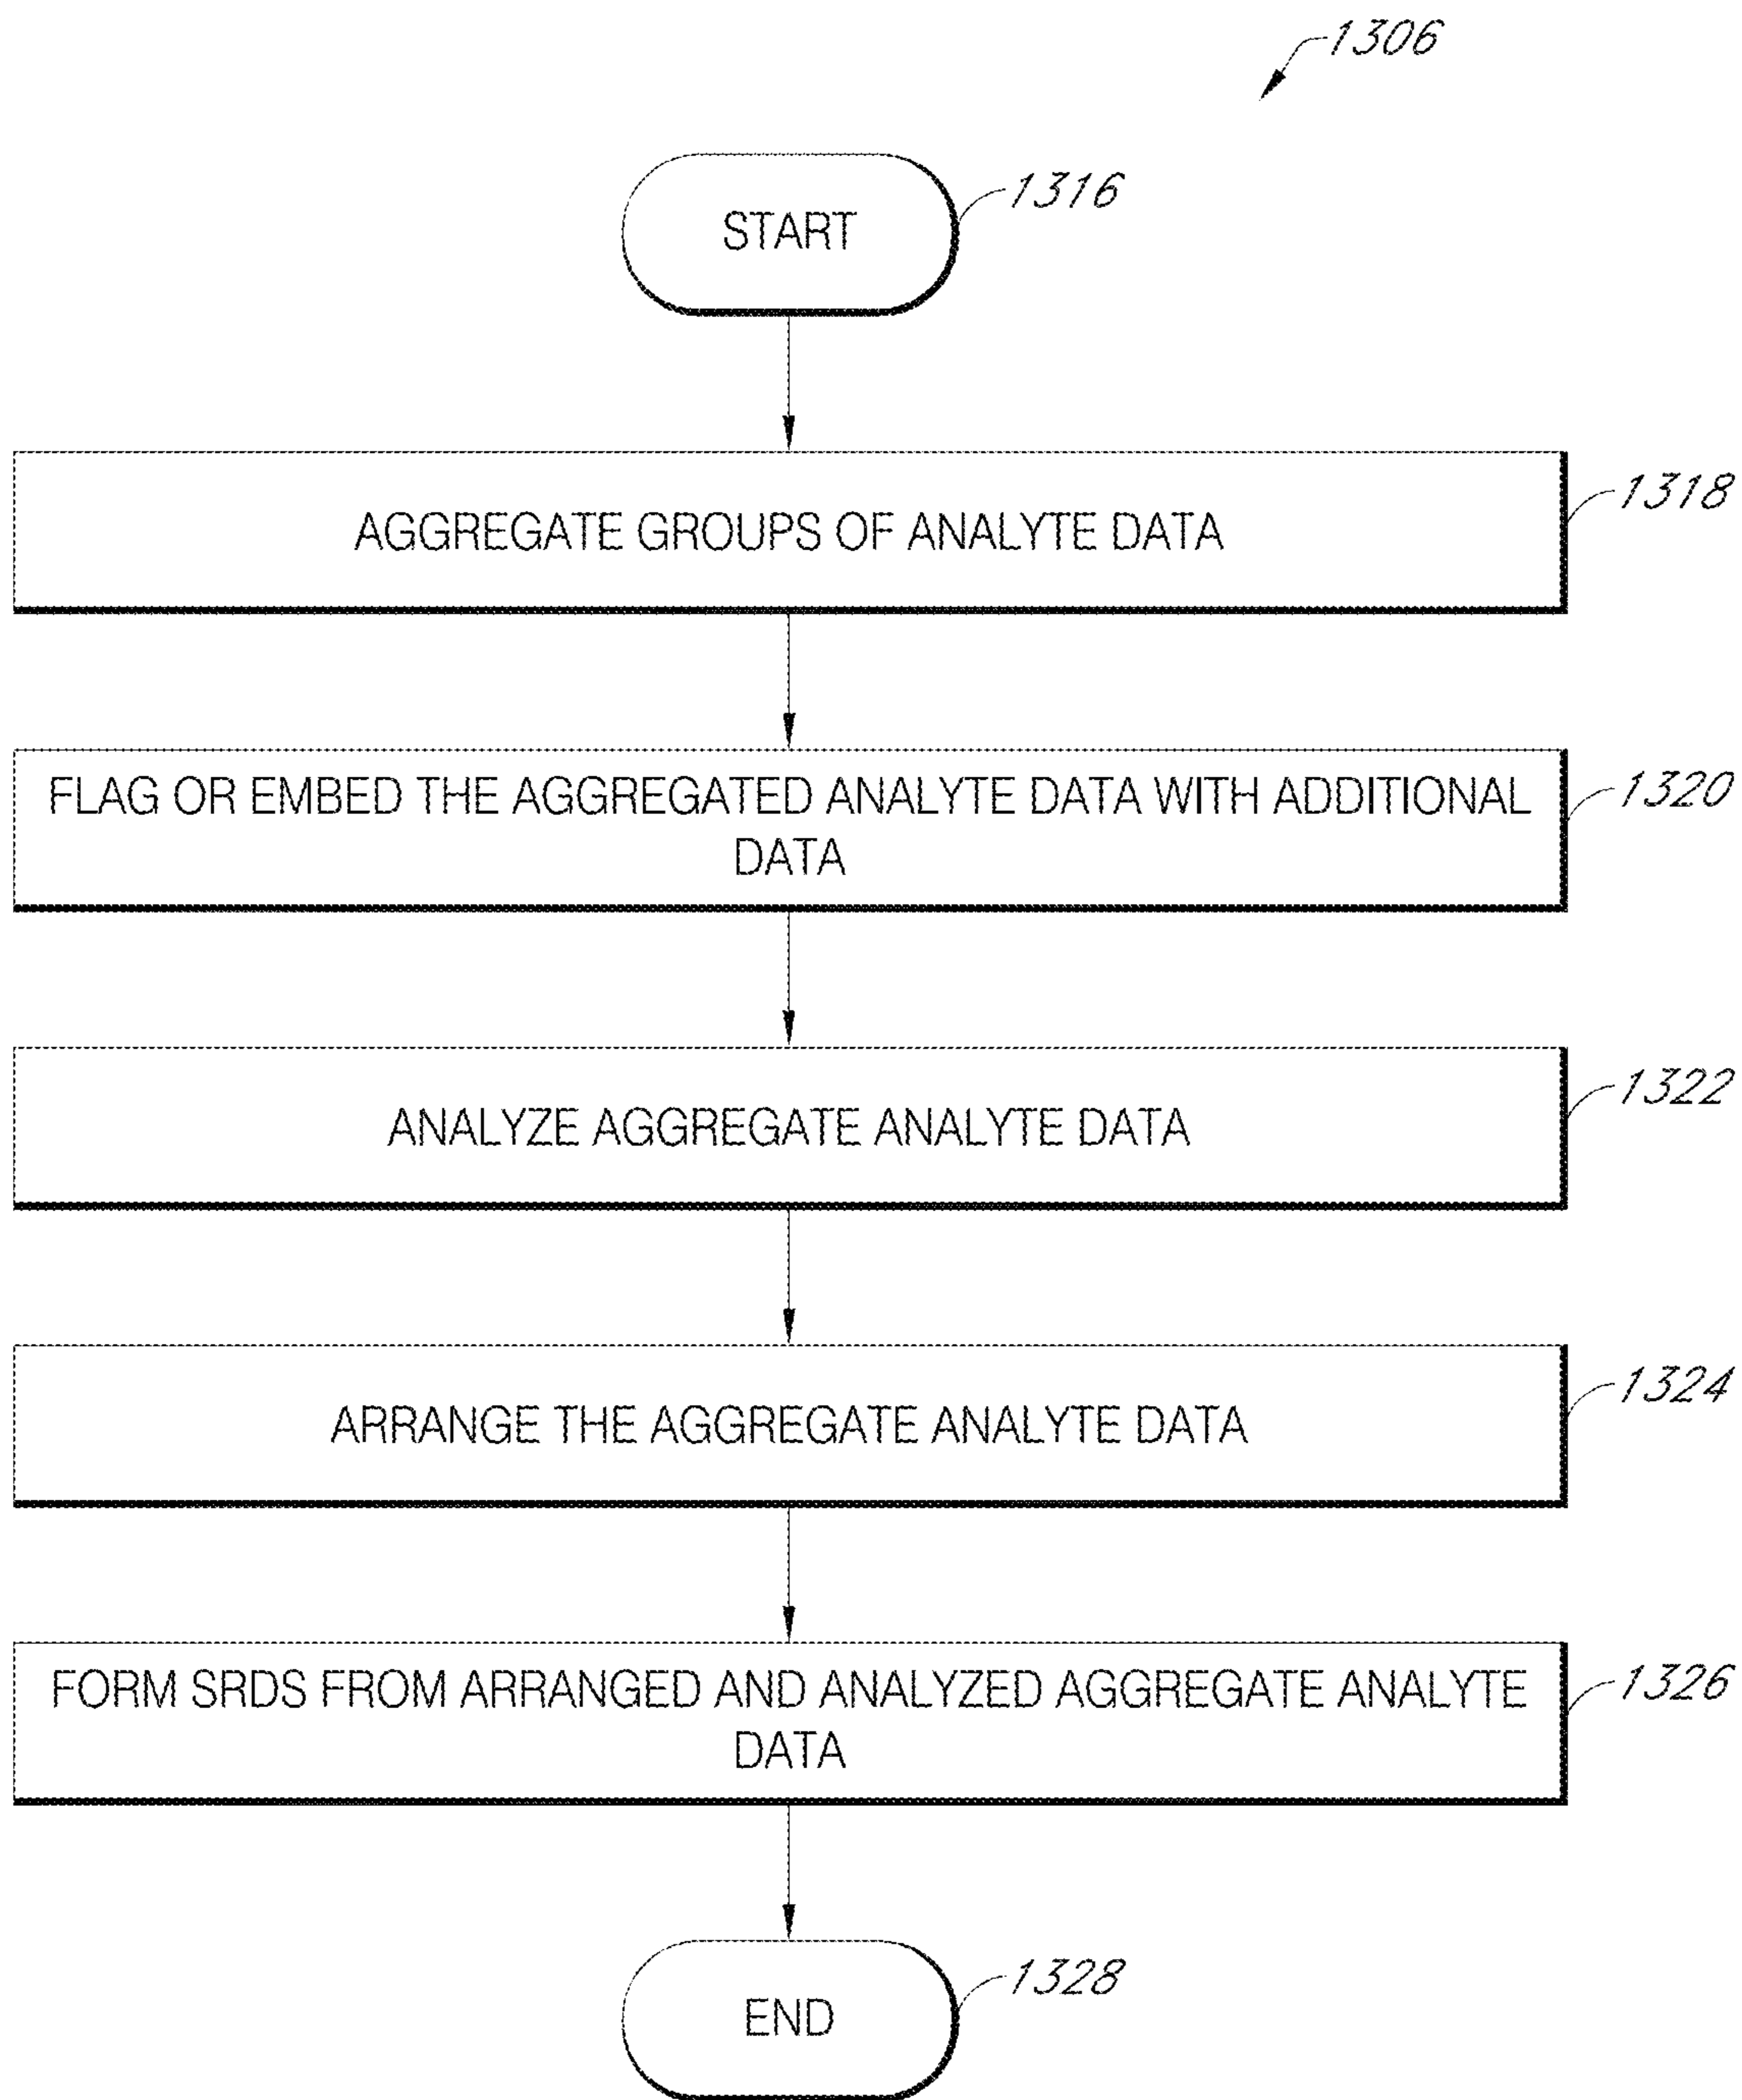 1306
START
1316
AGGREGATE GROUPS OF ANALYTE DATA
1318
FLAG OR EMBED THE AGGREGATED ANALYTE DATA WITH ADDITIONAL
DATA
1320
ANALYZE AGGREGATE ANALYTE DATA
1322
ARRANGE THE AGGREGATE ANALYTE DATA
1324
FORM SRDS FROM ARRANGED AND ANALYZED AGGREGATE ANALYTE
DATA
1326
END
1328